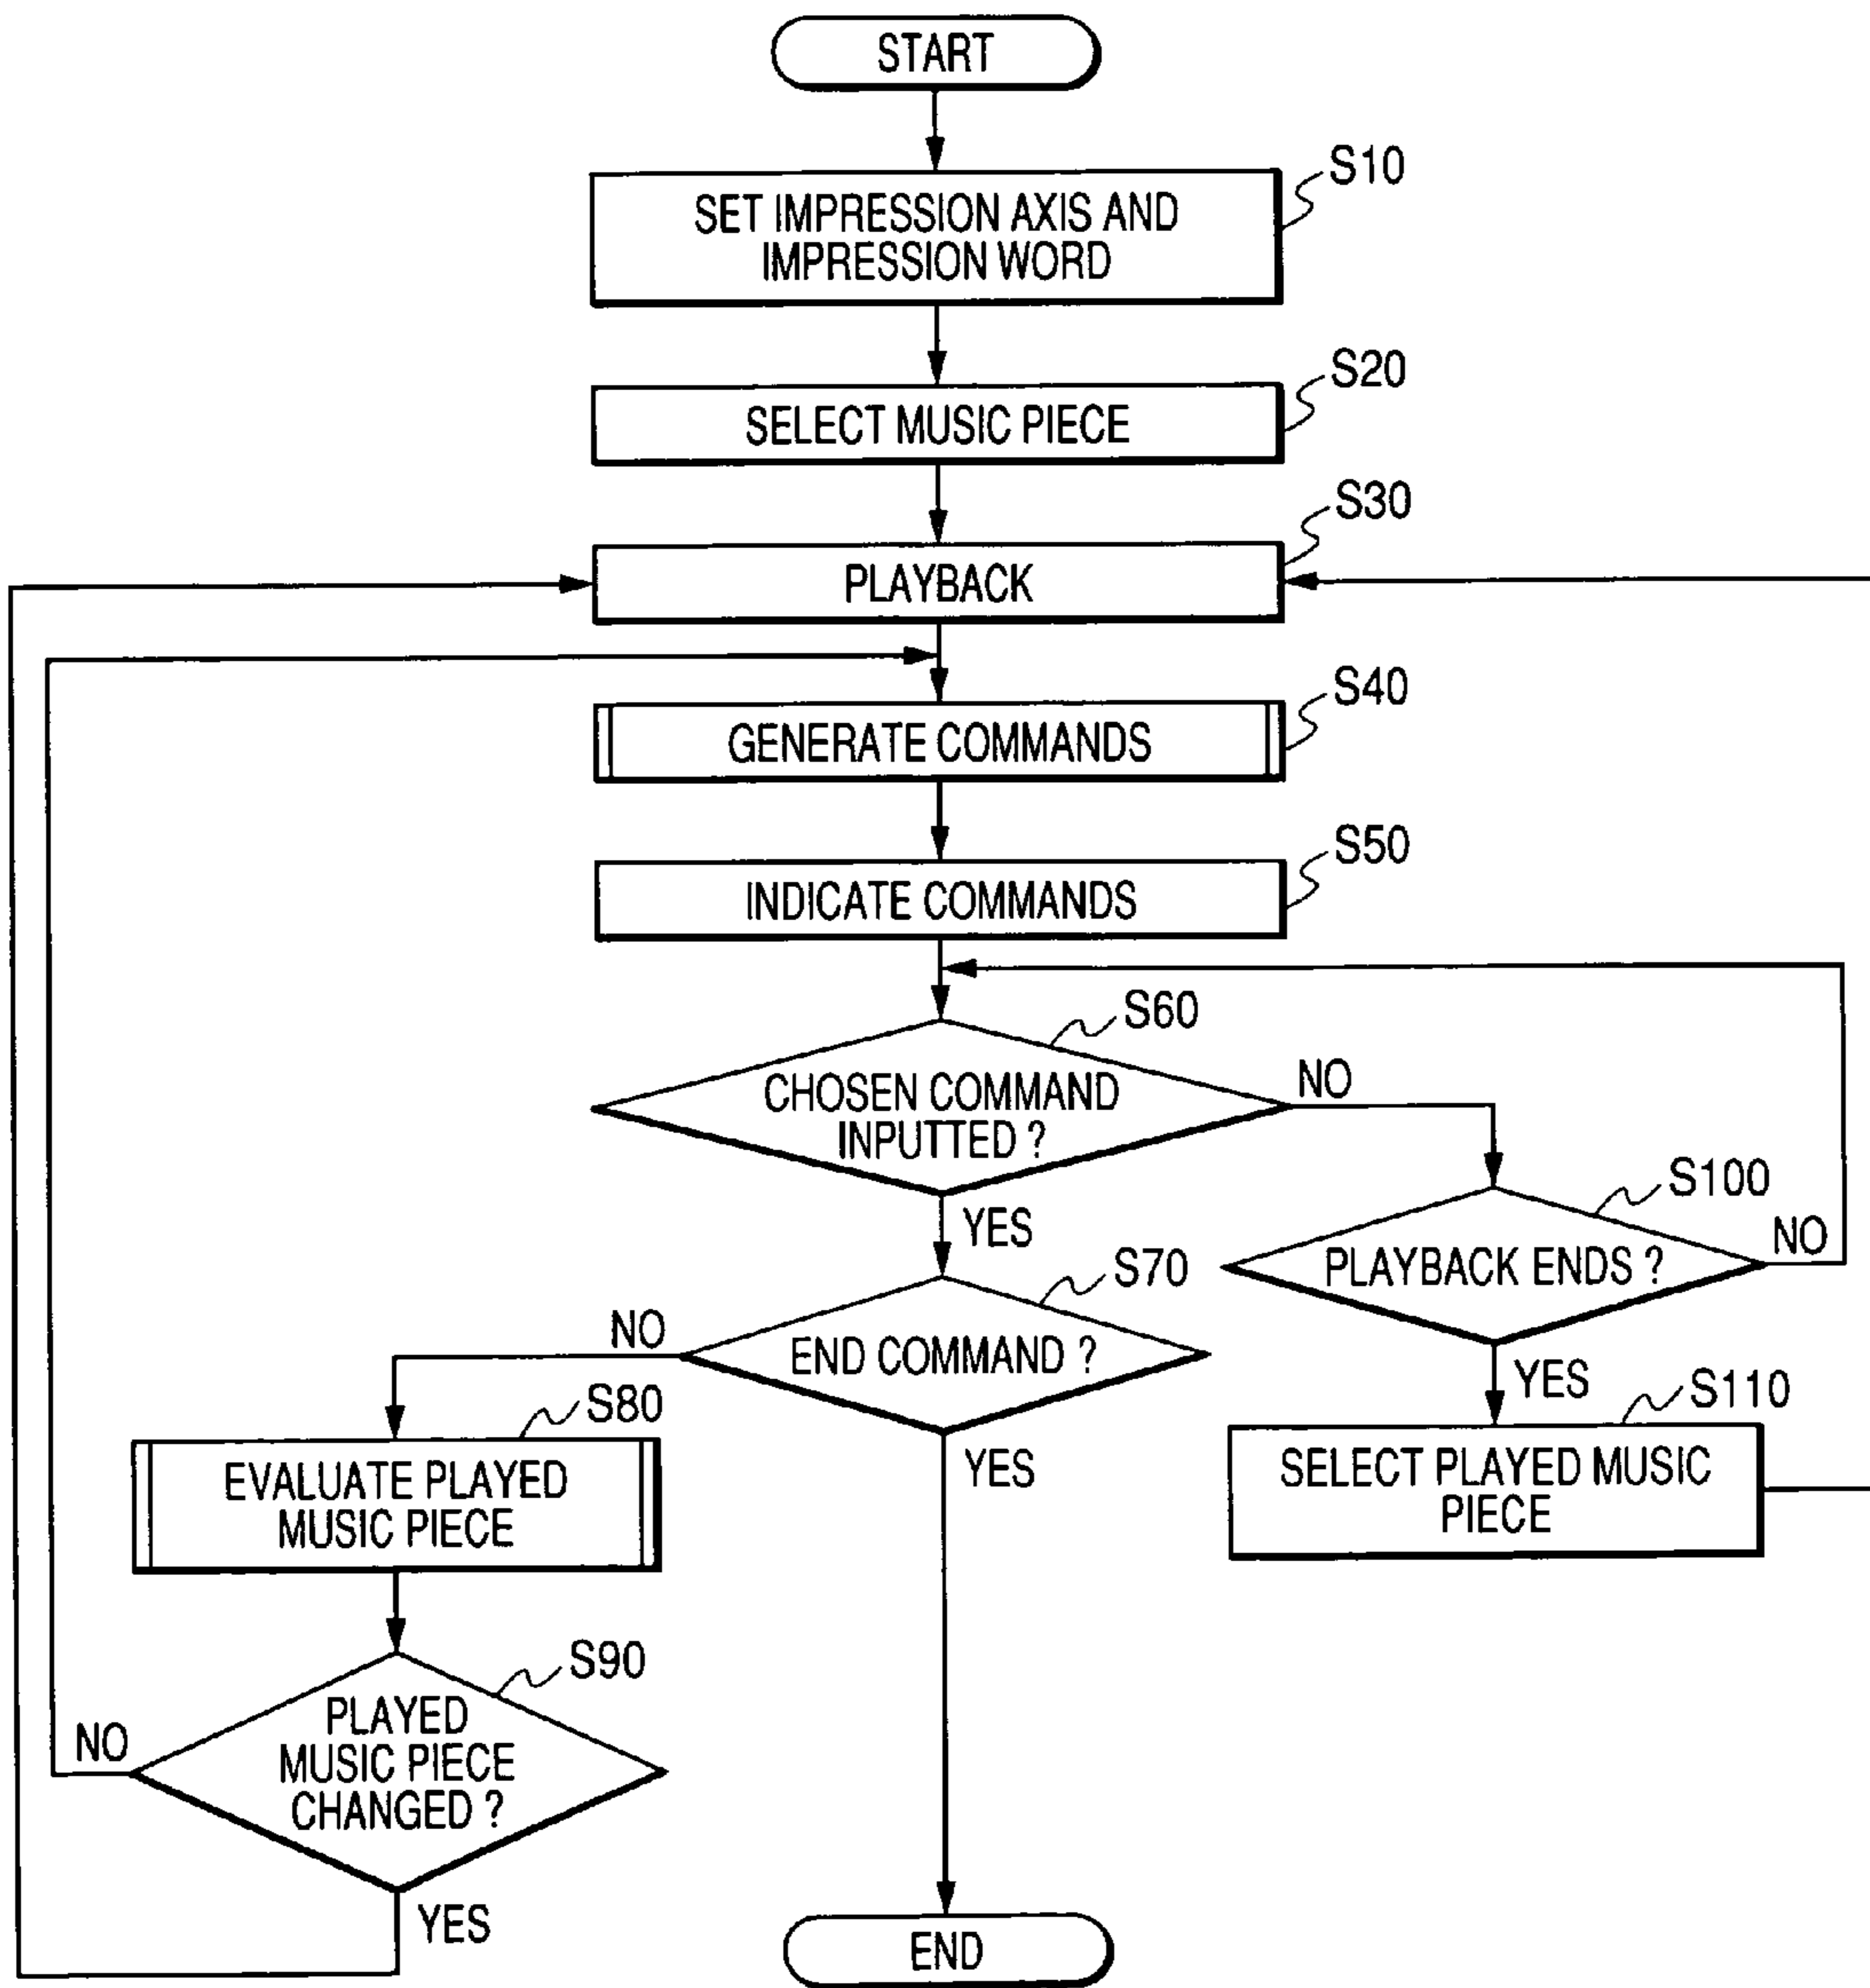 START
S10
SET IMPRESSION AXIS AND
IMPRESSION WORD
S20
SELECT MUSIC PIECE
S30
PLAYBACK
S40
GENERATE COMMANDS
S50
INDICATE COMMANDS
S60
CHOSEN COMMAND
INPUTTED ?
NO
YES
S100
PLAYBACK ENDS ?
NO
YES
S70
END COMMAND ?
NO
YES
S110
SELECT PLAYED MUSIC
PIECE
S80
EVALUATE PLAYED
MUSIC PIECE
S90
PLAYED
MUSIC PIECE
CHANGED ?
NO
YES
END